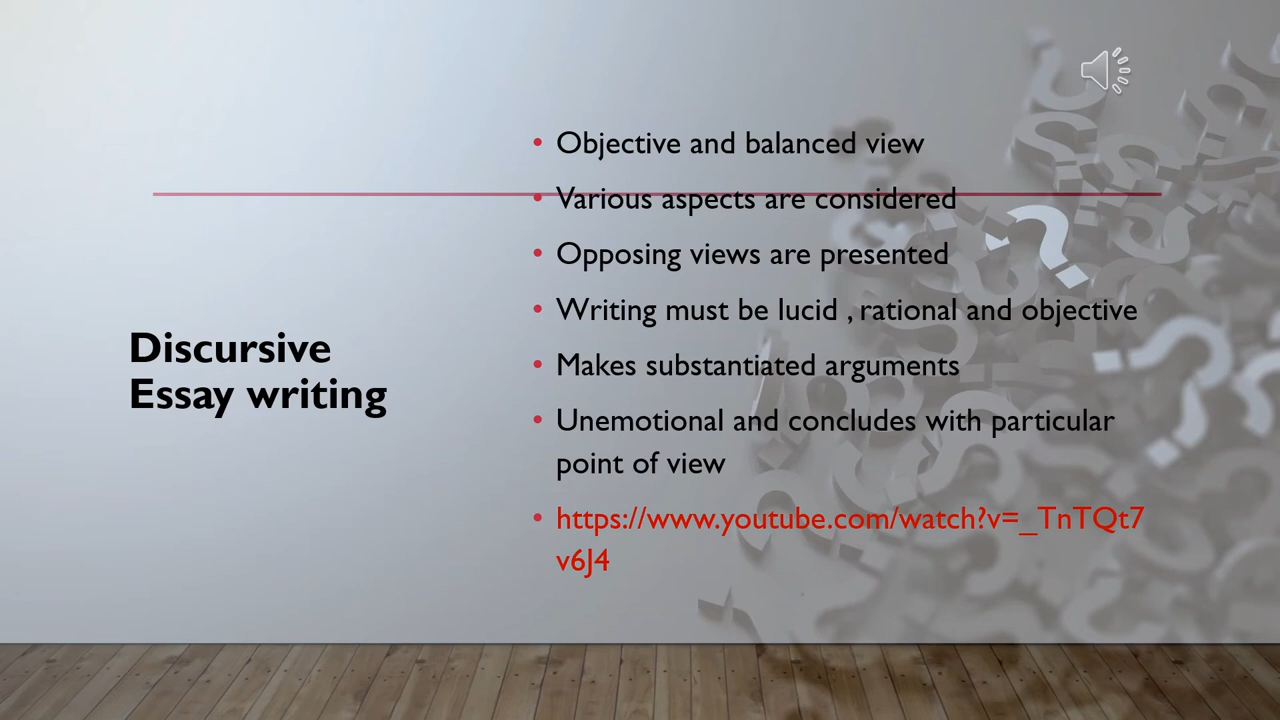 Discursive
Essay writing
• Objective and balanced view
• Various aspects are considered
• Opposing views are presented
• Writing must be lucid , rational and objective
• Makes substantiated arguments
• Unemotional and concludes with particular
point of view
• https://www.youtube.com/watch?v=_TnTQt7
v6J4